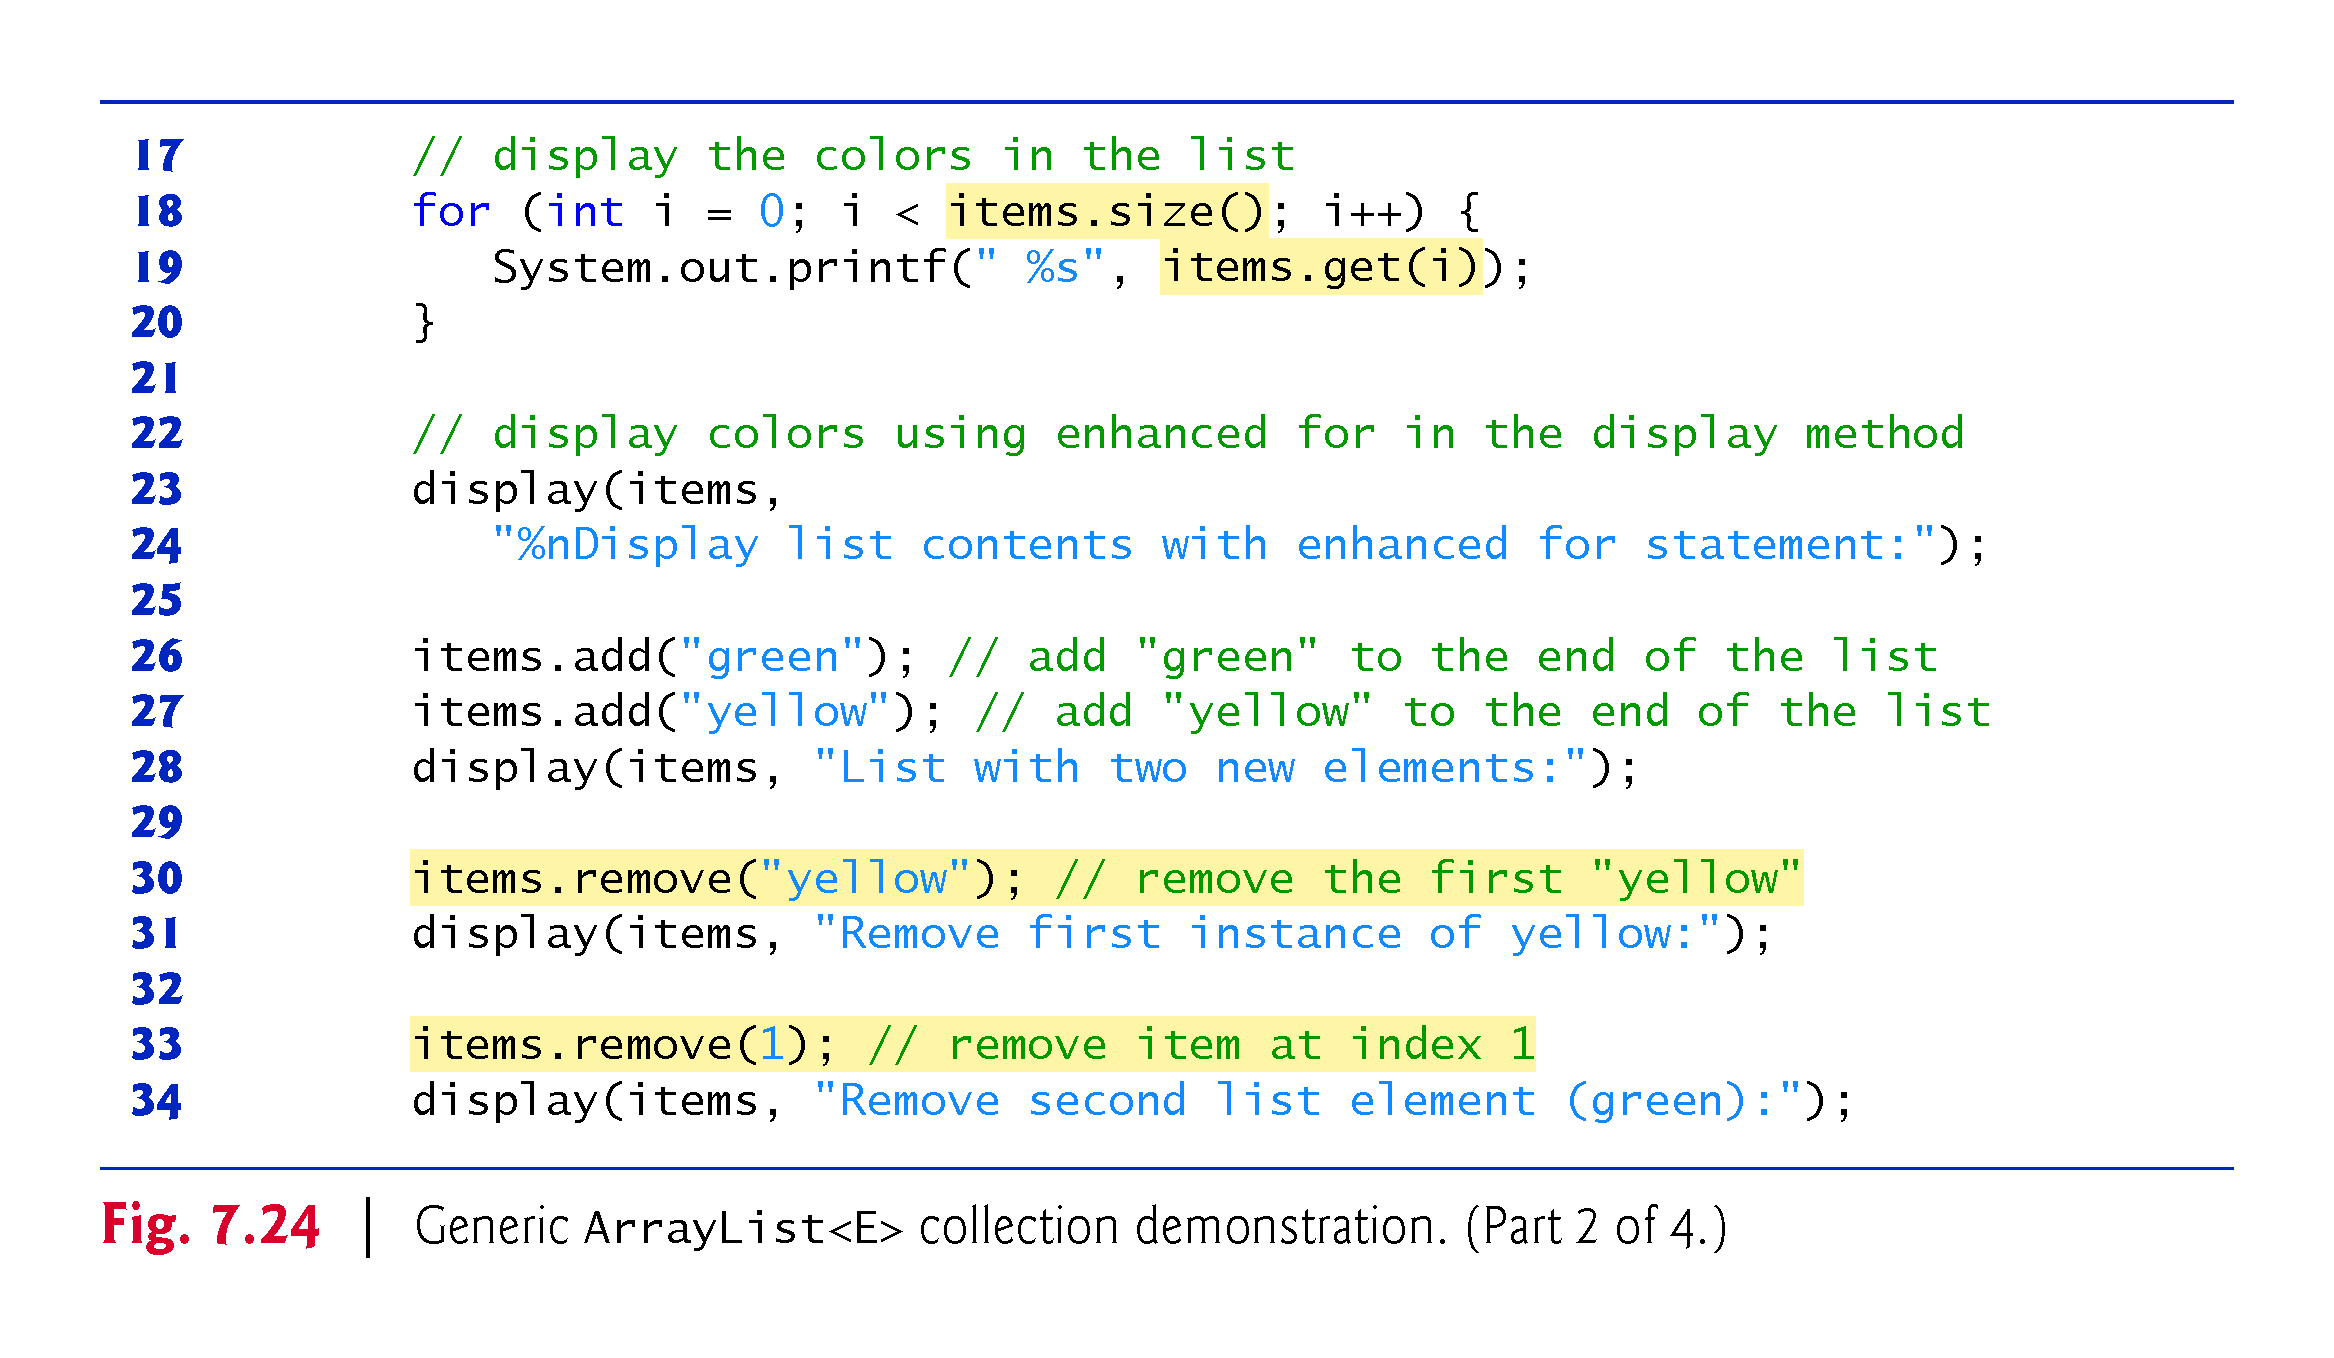 17 // display the colors in the list
18 for (int i = 0; i < items.size(); i++) {
19 System.out.printf(" %s", items.get(i));
20 }
21
22 // display colors using enhanced for in the display method
23 display(items,
24 "%nDisplay list contents with enhanced for statement:");
25
26 items.add("green"); // add "green" to the end of the list
27 items.add("yellow"); // add "yellow" to the end of the list
28 display(items, "List with two new elements:");
29
30 items.remove("yellow"); // remove the first "yellow"
31 display(items, "Remove first instance of yellow:");
32
33 items.remove(1); // remove item at index 1
34 display(items, "Remove second list element (green):");
Fig. 7.24 | Generic ArrayList<E> collection demonstration. (Part 2 of 4.)